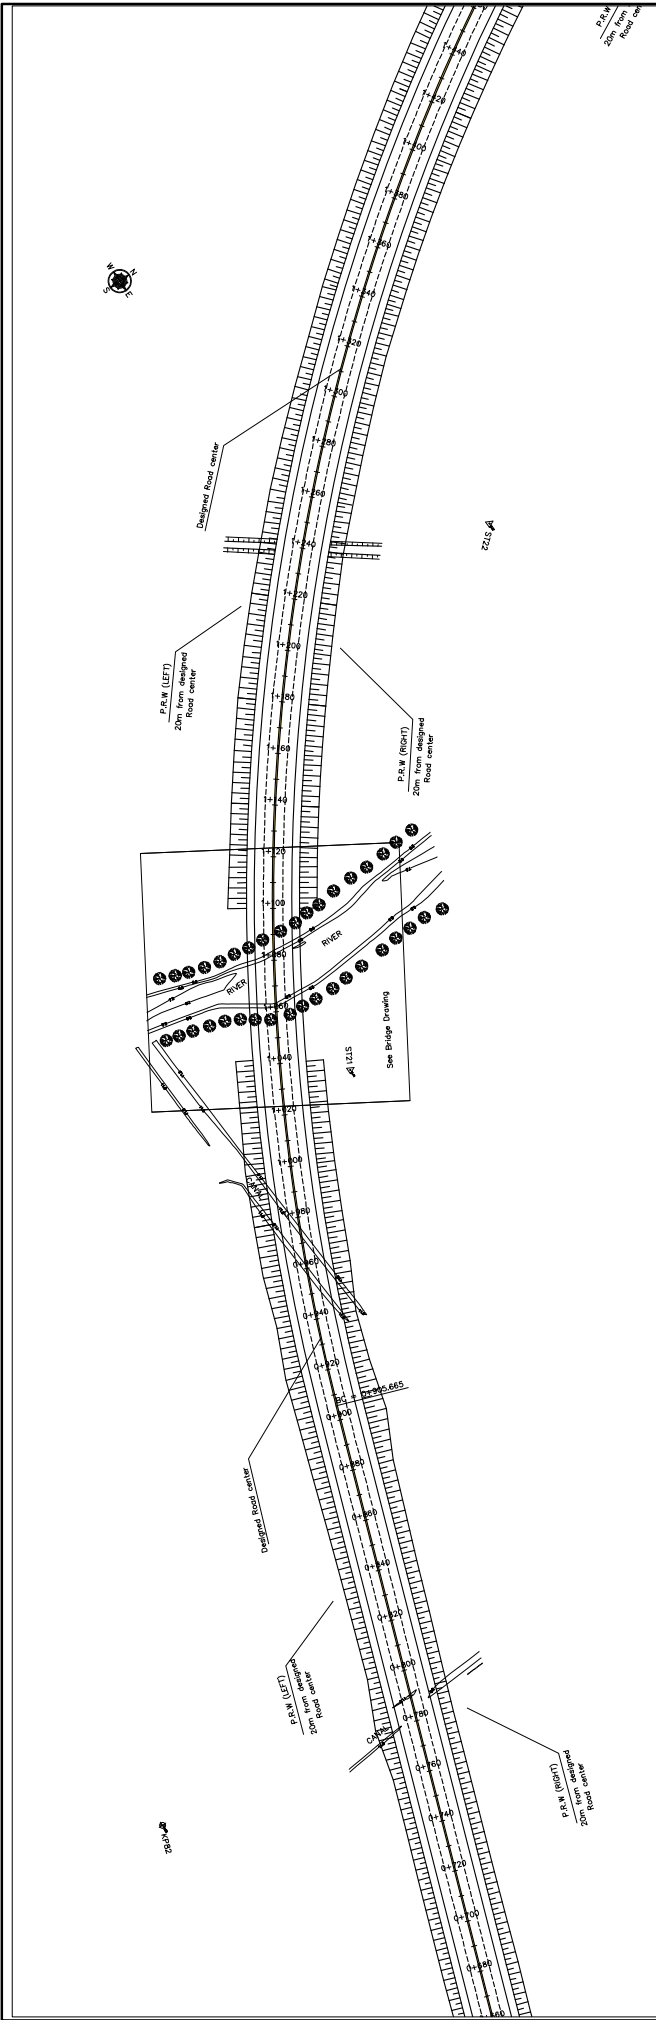 P.R.W
20m from
1+440
1+420
1+400
1+380
1+360
1+340
1+320
1+300
1+280
1+260
1+240
1+220
1+200
1+180
1+160
1+140
1+120
1+100
1+080
1+060
1+040
1+020
1+000
0+980
0+960
0+940
0+920
0+900
0+880
0+860
0+840
0+820
0+800
0+780
0+760
0+740
0+720
0+700
0+680
N
W
S
E
Designed Road center
ST22
P.R.W (LEFT)
20m from designed
Road center
P.R.W (RIGHT)
20m from designed
Road center
RIVER
RIVER
ST21
See Bridge Drawing
CANAL
BC = 0+905.665
Designed Road center
P.R.W (LEFT)
20m from designed
Road center
CANAL
P.R.W (RIGHT)
20m from designed
Road center
KP82